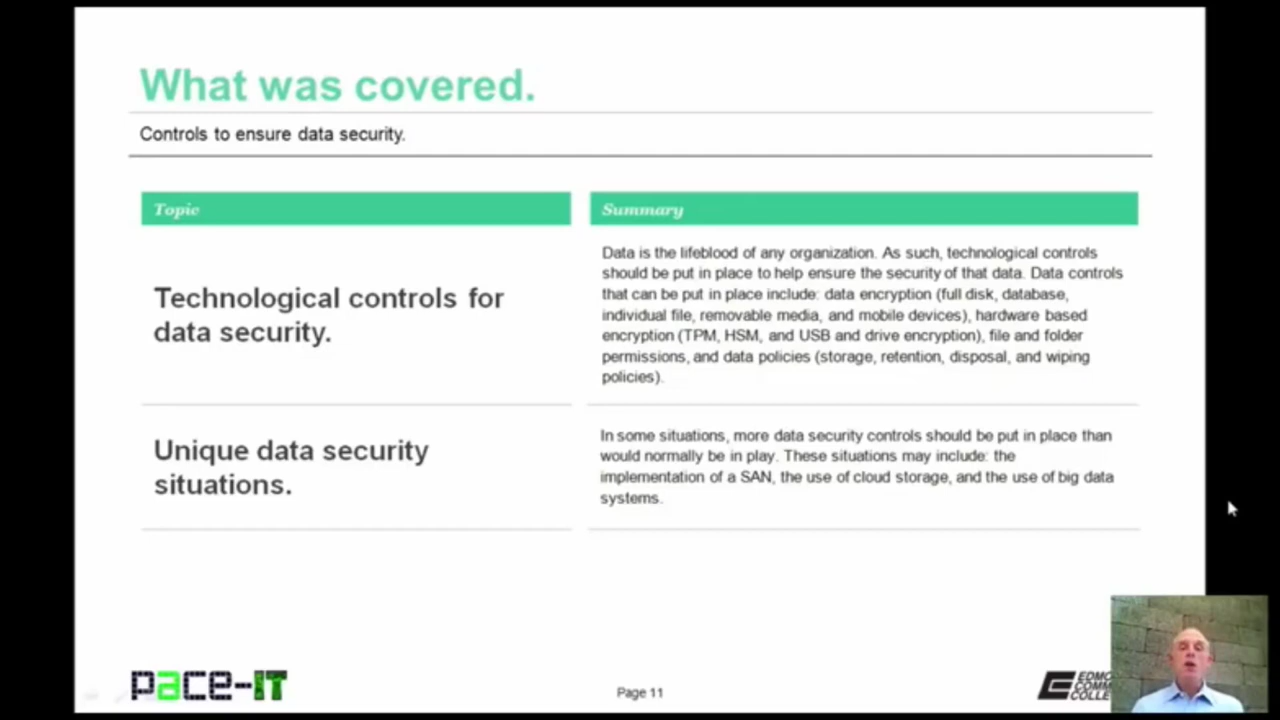 What was covered.
Controls to ensure data security.
Topic
Summary
Technological controls for
data security.
Data is the lifeblood of any organization. As such, technological controls
should be put in place to help ensure the security of that data. Data controls
that can be put in place include: data encryption (full disk, database,
individual file, removable media, and mobile devices), hardware based
encryption (TPM, HSM, and USB and drive encryption), file and folder
permissions, and data policies (storage, retention, disposal, and wiping
policies).
Unique data security
situations.
In some situations, more data security controls should be put in place than
would normally be in play. These situations may include: the
implementation of a SAN, the use of cloud storage, and the use of big data
systems.
pace-IT
Page 11